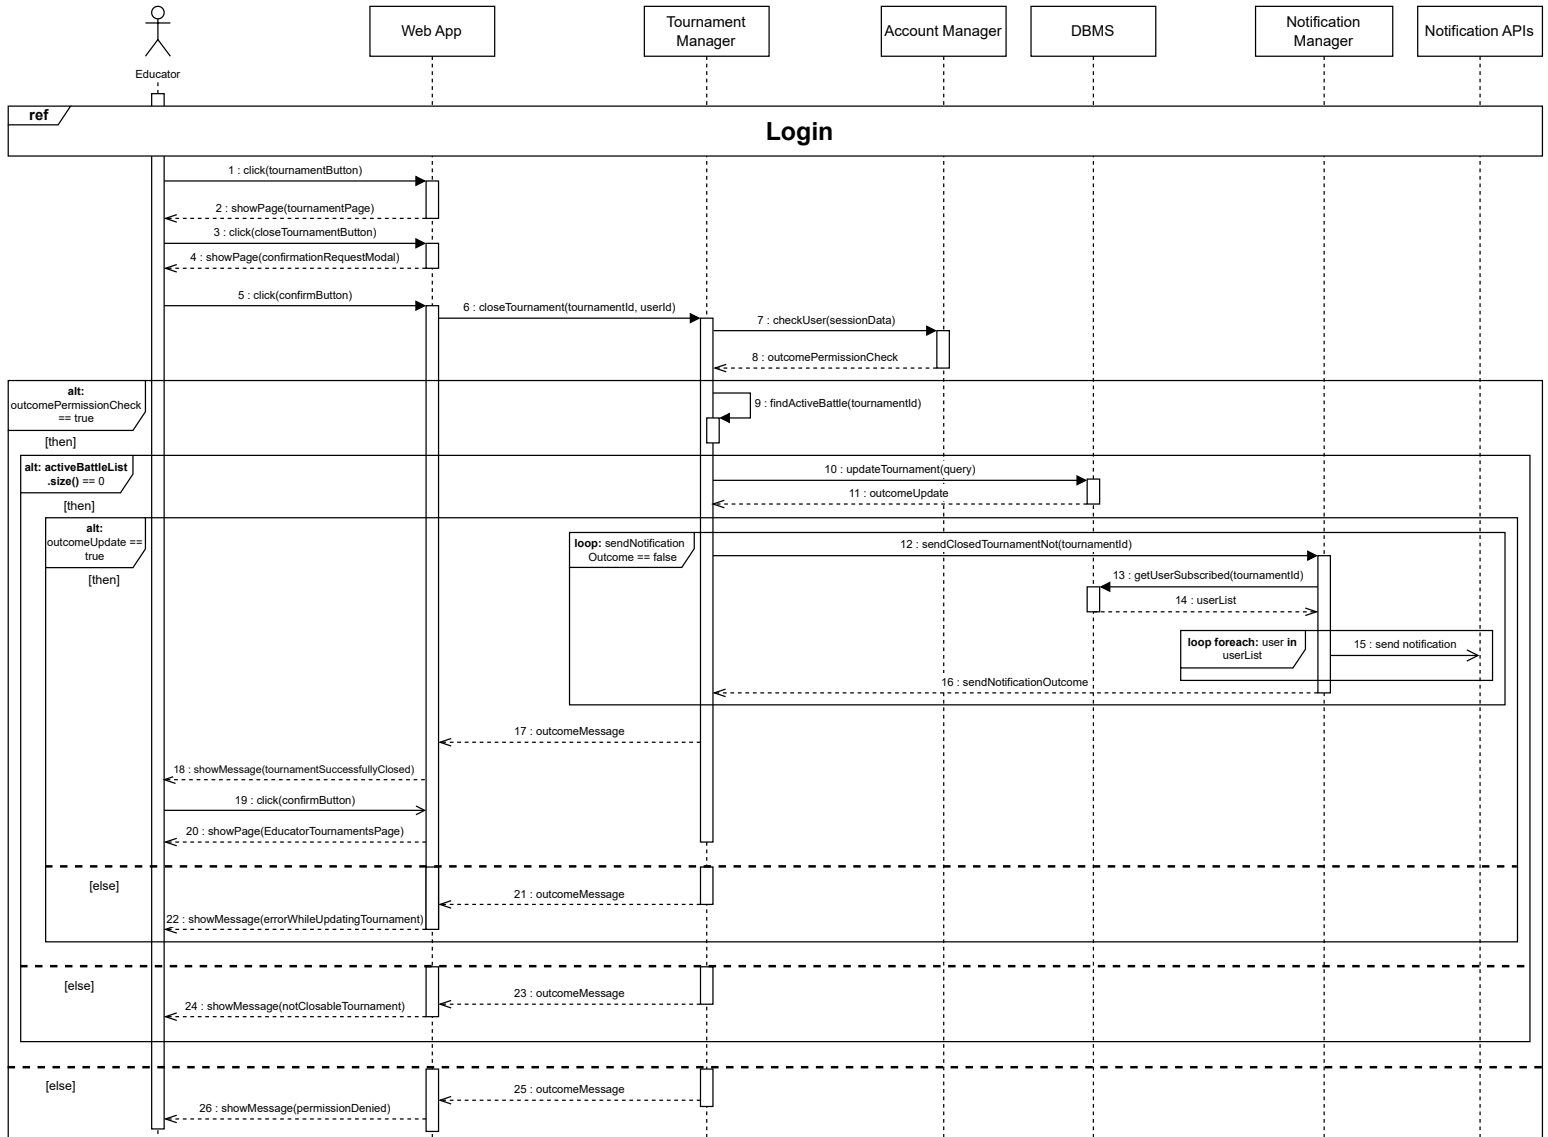 Educator
Web App
Tournament
Manager
Account Manager
DBMS
Notification
Manager
Notification APIs
ref
Login
1 : click(tournamentButton)
2 : showPage(tournamentPage)
3 : click(closeTournamentButton)
4 : showPage(confirmationRequestModal)
5 : click(confirmButton)
6 : closeTournament(tournamentId, userId)
7 : checkUser(sessionData)
8 : outcomePermissionCheck
alt:
outcomePermissionCheck
== true
[then]
9 : findActiveBattle(tournamentId)
alt: activeBattleList
.size() == 0
[then]
10 : updateTournament(query)
11 : outcomeUpdate
alt:
outcomeUpdate ==
true
[then]
loop: sendNotification
Outcome == false
12 : sendClosedTournamentNot(tournamentId)
13 : getUserSubscribed(tournamentId)
14 : userList
loop foreach: user in
userList
15 : send notification
16 : sendNotificationOutcome
17 : outcomeMessage
18 : showMessage(tournamentSuccessfullyClosed)
19 : click(confirmButton)
20 : showPage(EducatorTournamentsPage)
[else]
21 : outcomeMessage
22 : showMessage(errorWhileUpdatingTournament)
[else]
23 : outcomeMessage
24 : showMessage(notClosableTournament)
[else]
25 : outcomeMessage
26 : showMessage(permissionDenied)